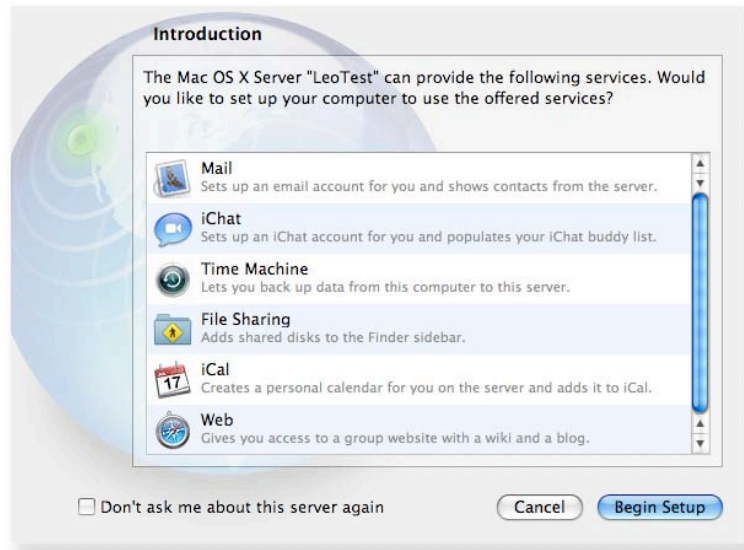 Introduction
The Mac OS X Server "LeoTest" can provide the following services. Would
you like to set up your computer to use the offered services?
Mail
Sets up an email account for you and shows contacts from the server.
iChat
Sets up an iChat account for you and populates your iChat buddy list.
Time Machine
Lets you back up data from this computer to this server.
File Sharing
Adds shared disks to the Finder sidebar.
iCal
17
Creates a personal calendar for you on the server and adds it to iCal.
Web
Gives you access to a group website with a wiki and a blog.
Don't ask me about this server again
Cancel
Begin Setup